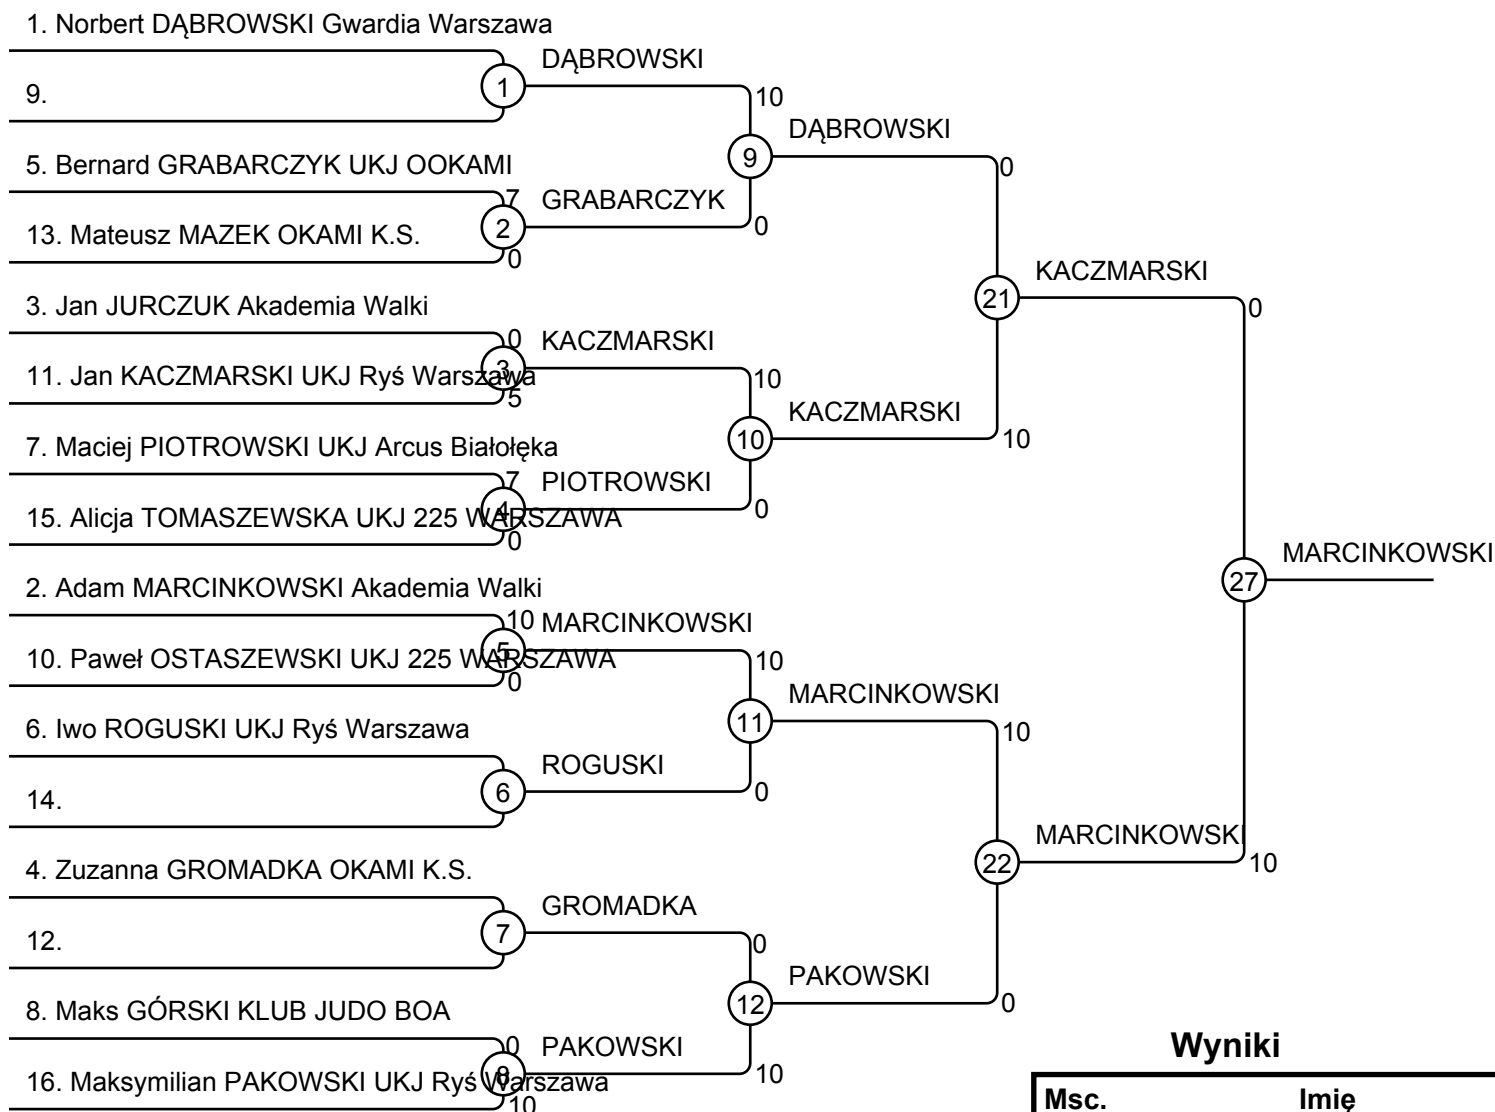 1. Norbert DĄBROWSKI Gwardia Warszawa
DĄBROWSKI
1
9.
10
DĄBROWSKI
9
0
5. Bernard GRABARCZYK UKJ OOKAMI
7
GRABARCZYK
2
0
13. Mateusz MAZEK OKAMI K.S.
0
KACZMARSKI
21
0
3. Jan JURCZUK Akademia Walki
0
KACZMARSKI
3
11. Jan KACZMARSKI UKJ Ryś Warszawa
5
10
KACZMARSKI
10
10
7. Maciej PIOTROWSKI UKJ Arcus Białołęka
7
PIOTROWSKI
4
0
15. Alicja TOMASZEWSKA UKJ 225 WARSZAWA
0
MARCINKOWSKI
27
2. Adam MARCINKOWSKI Akademia Walki
10
MARCINKOWSKI
5
10. Paweł OSTASZEWSKI UKJ 225 WARSZAWA
0
10
MARCINKOWSKI
11
10
6. Iwo ROGUSKI UKJ Ryś Warszawa
ROGUSKI
6
0
14.
MARCINKOWSKI
22
10
4. Zuzanna GROMADKA OKAMI K.S.
GROMADKA
7
12.
0
PAKOWSKI
12
0
8. Maks GÓRSKI KLUB JUDO BOA
0
PAKOWSKI
8
10
16. Maksymilian PAKOWSKI UKJ Ryś Warszawa
10
Wyniki
Msc. Imię